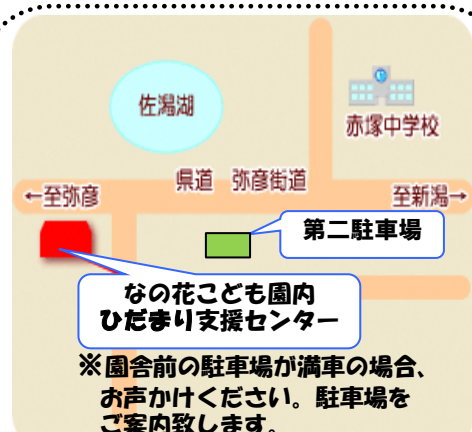 佐潟湖
赤塚中学校
県道 弥彦街道
←至弥彦
至新潟→
第二駐車場
なの花こども園内
ひだまり支援センター
※園舎前の駐車場が満車の場合、
お声かけください。駐車場を
ご案内致します。